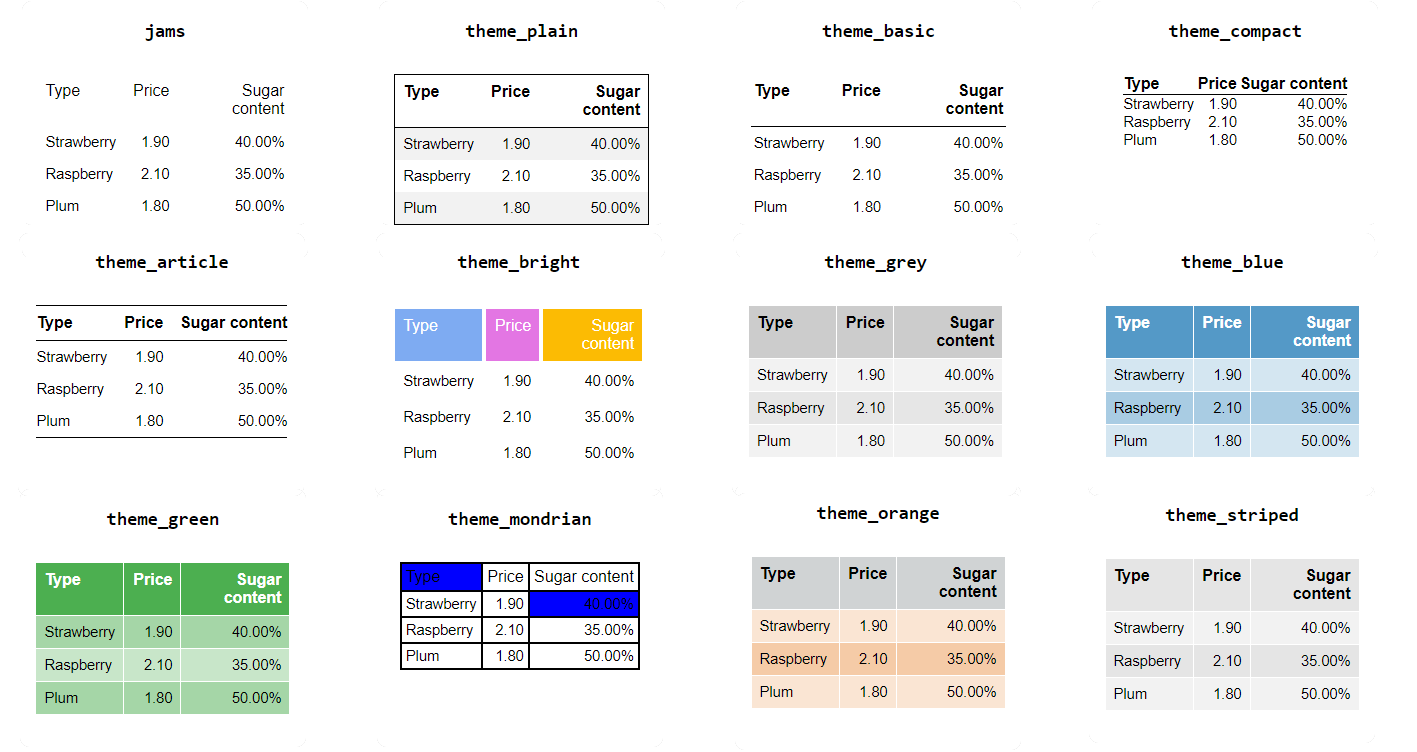 jams
Type Price Sugar
content
Strawberry 1.90 40.00%
Raspberry 2.10 35.00%
Plum 1.80 50.00%
theme_plain
Type Price Sugar
content
Strawberry 1.90 40.00%
Raspberry 2.10 35.00%
Plum 1.80 50.00%
theme_basic
Type Price Sugar
content
Strawberry 1.90 40.00%
Raspberry 2.10 35.00%
Plum 1.80 50.00%
theme_compact
Type Price Sugar content
Strawberry 1.90 40.00%
Raspberry 2.10 35.00%
Plum 1.80 50.00%
theme_article
Type Price Sugar content
Strawberry 1.90 40.00%
Raspberry 2.10 35.00%
Plum 1.80 50.00%
theme_bright
Type Price Sugar
content
Strawberry 1.90 40.00%
Raspberry 2.10 35.00%
Plum 1.80 50.00%
theme_grey
Type Price Sugar
content
Strawberry 1.90 40.00%
Raspberry 2.10 35.00%
Plum 1.80 50.00%
theme_blue
Type Price Sugar
content
Strawberry 1.90 40.00%
Raspberry 2.10 35.00%
Plum 1.80 50.00%
theme_green
Type Price Sugar
content
Strawberry 1.90 40.00%
Raspberry 2.10 35.00%
Plum 1.80 50.00%
theme_mondrian
Type Price Sugar content
Strawberry 1.90 40.00%
Raspberry 2.10 35.00%
Plum 1.80 50.00%
theme_orange
Type Price Sugar
content
Strawberry 1.90 40.00%
Raspberry 2.10 35.00%
Plum 1.80 50.00%
theme_striped
Type Price Sugar
content
Strawberry 1.90 40.00%
Raspberry 2.10 35.00%
Plum 1.80 50.00%